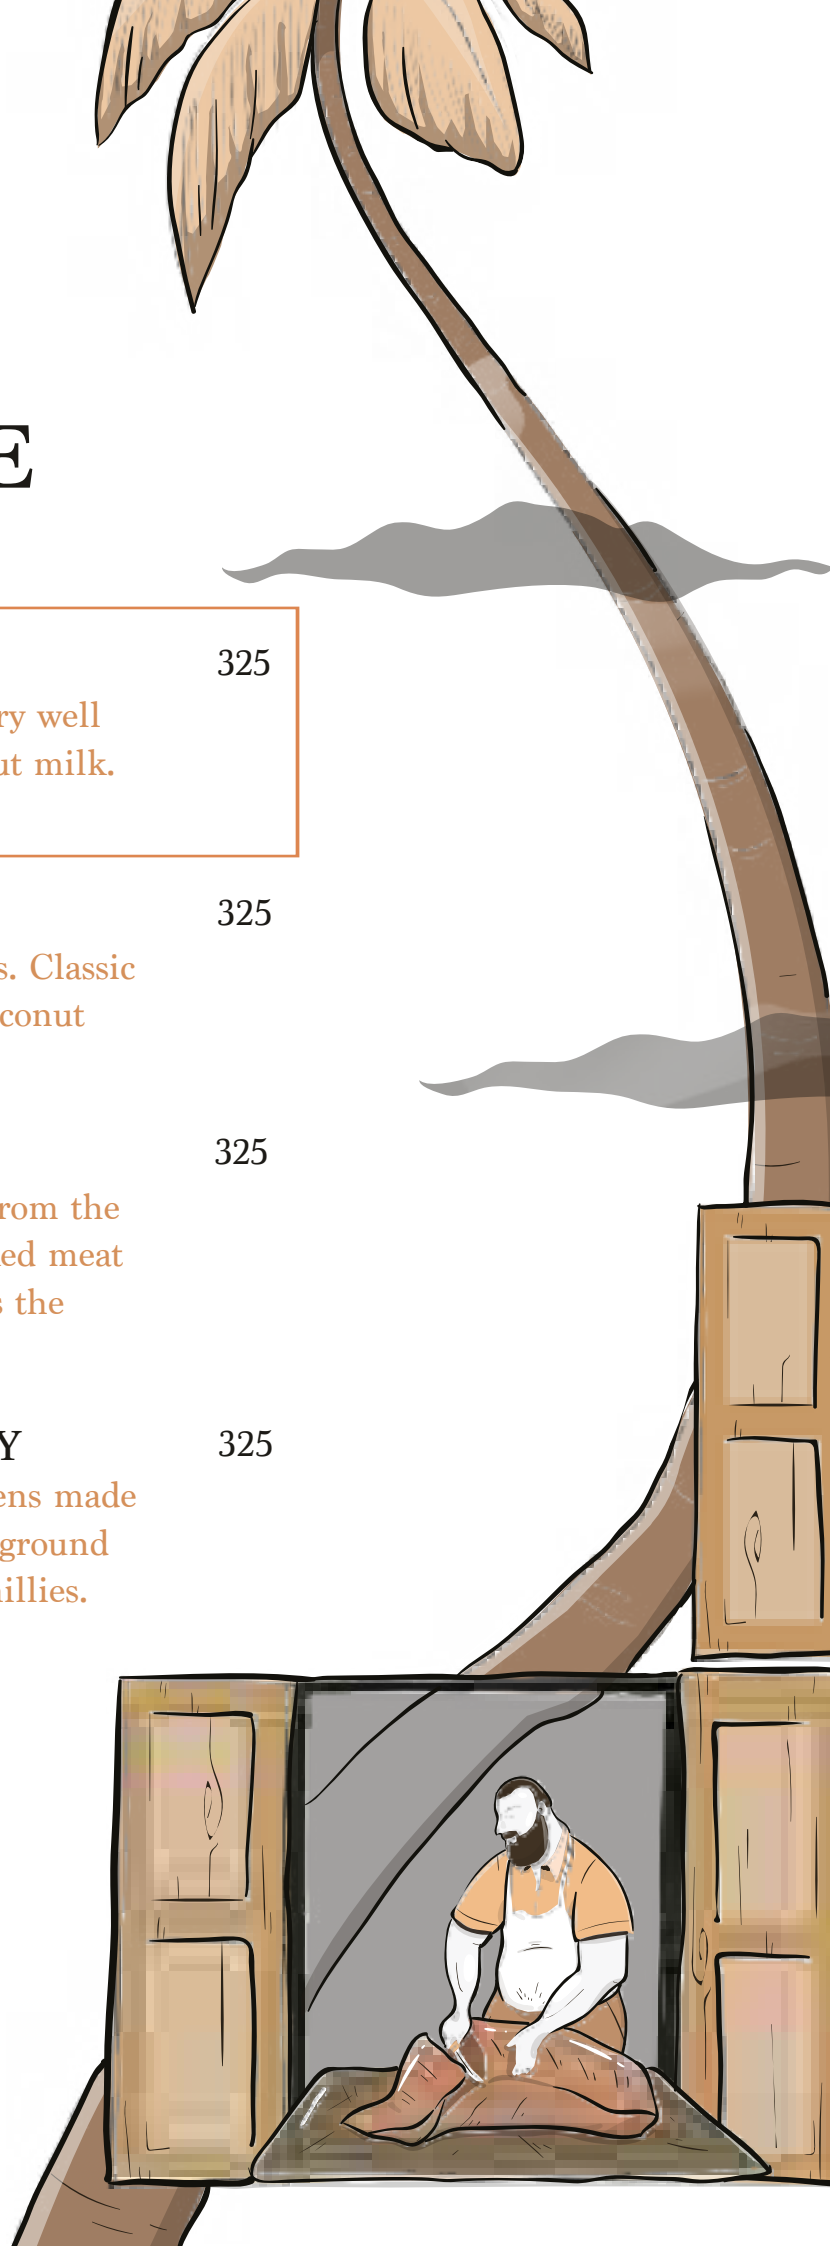 E
325
ry well
ut milk.
325
s. Classic
conut
325
rom the
ed meat
s the
Y 325
ens made
ground
illies.